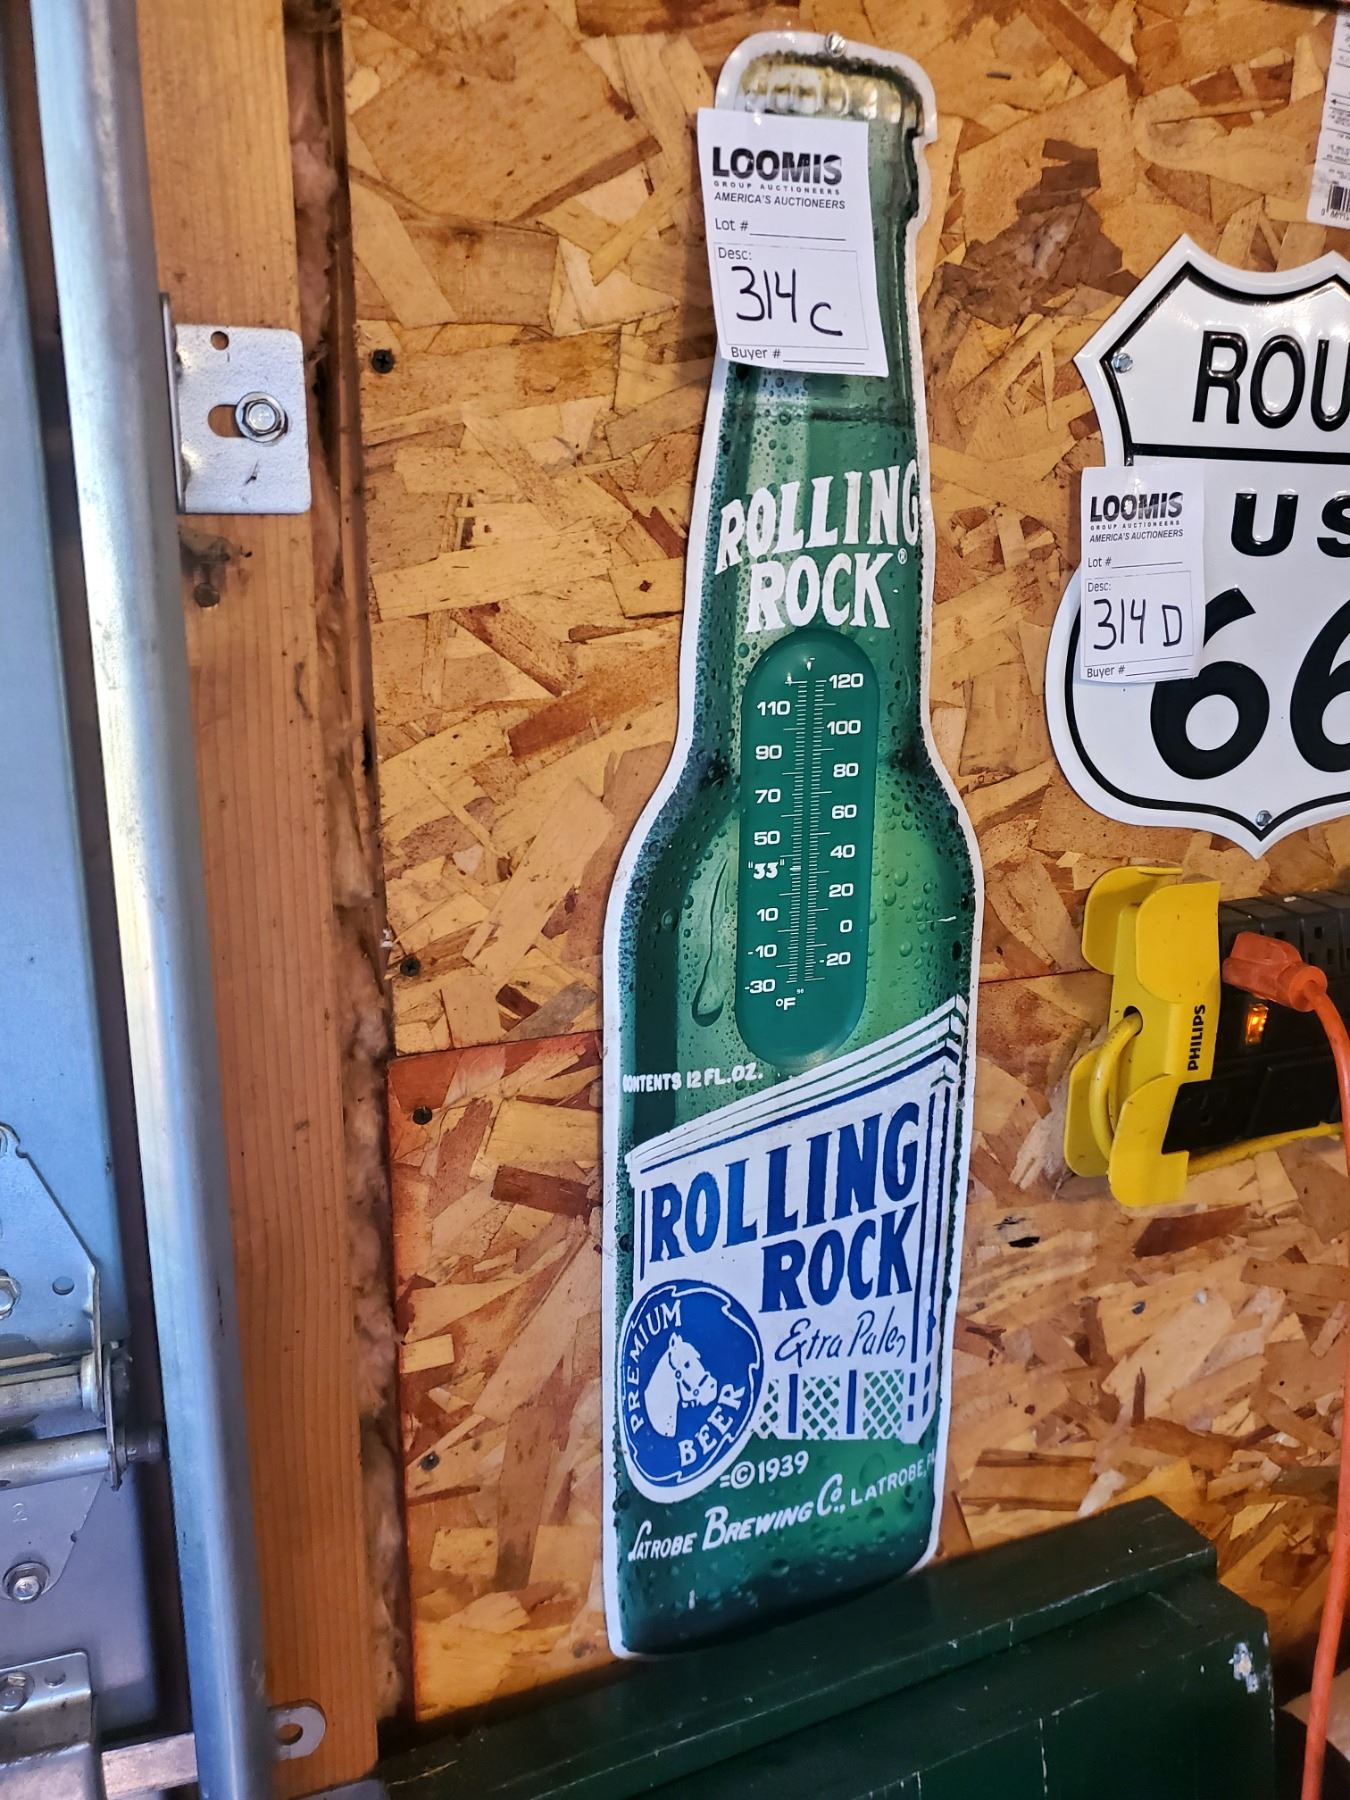 LOOMIS
GROUP AUCTIONEERS
AMERICA'S AUCTIONEERS
Lot #
Desc:
314 C
Buyer #
ROLLING
ROCK®
120
110
100
90
80
70
60
50
40
"33"
20
10
0
-10
-20
-30
°F
CONTENTS 12 FL. OZ.
ROLLING
ROCK
Extra Pale
PREMIUM
BEER
©1939
LATROBE BREWING Co., LATROBE, PA
ROU
US
66
LOOMIS
GROUP AUCTIONEERS
AMERICA'S AUCTIONEERS
Lot #
Desc:
314 D
Buyer #
PHILIPS